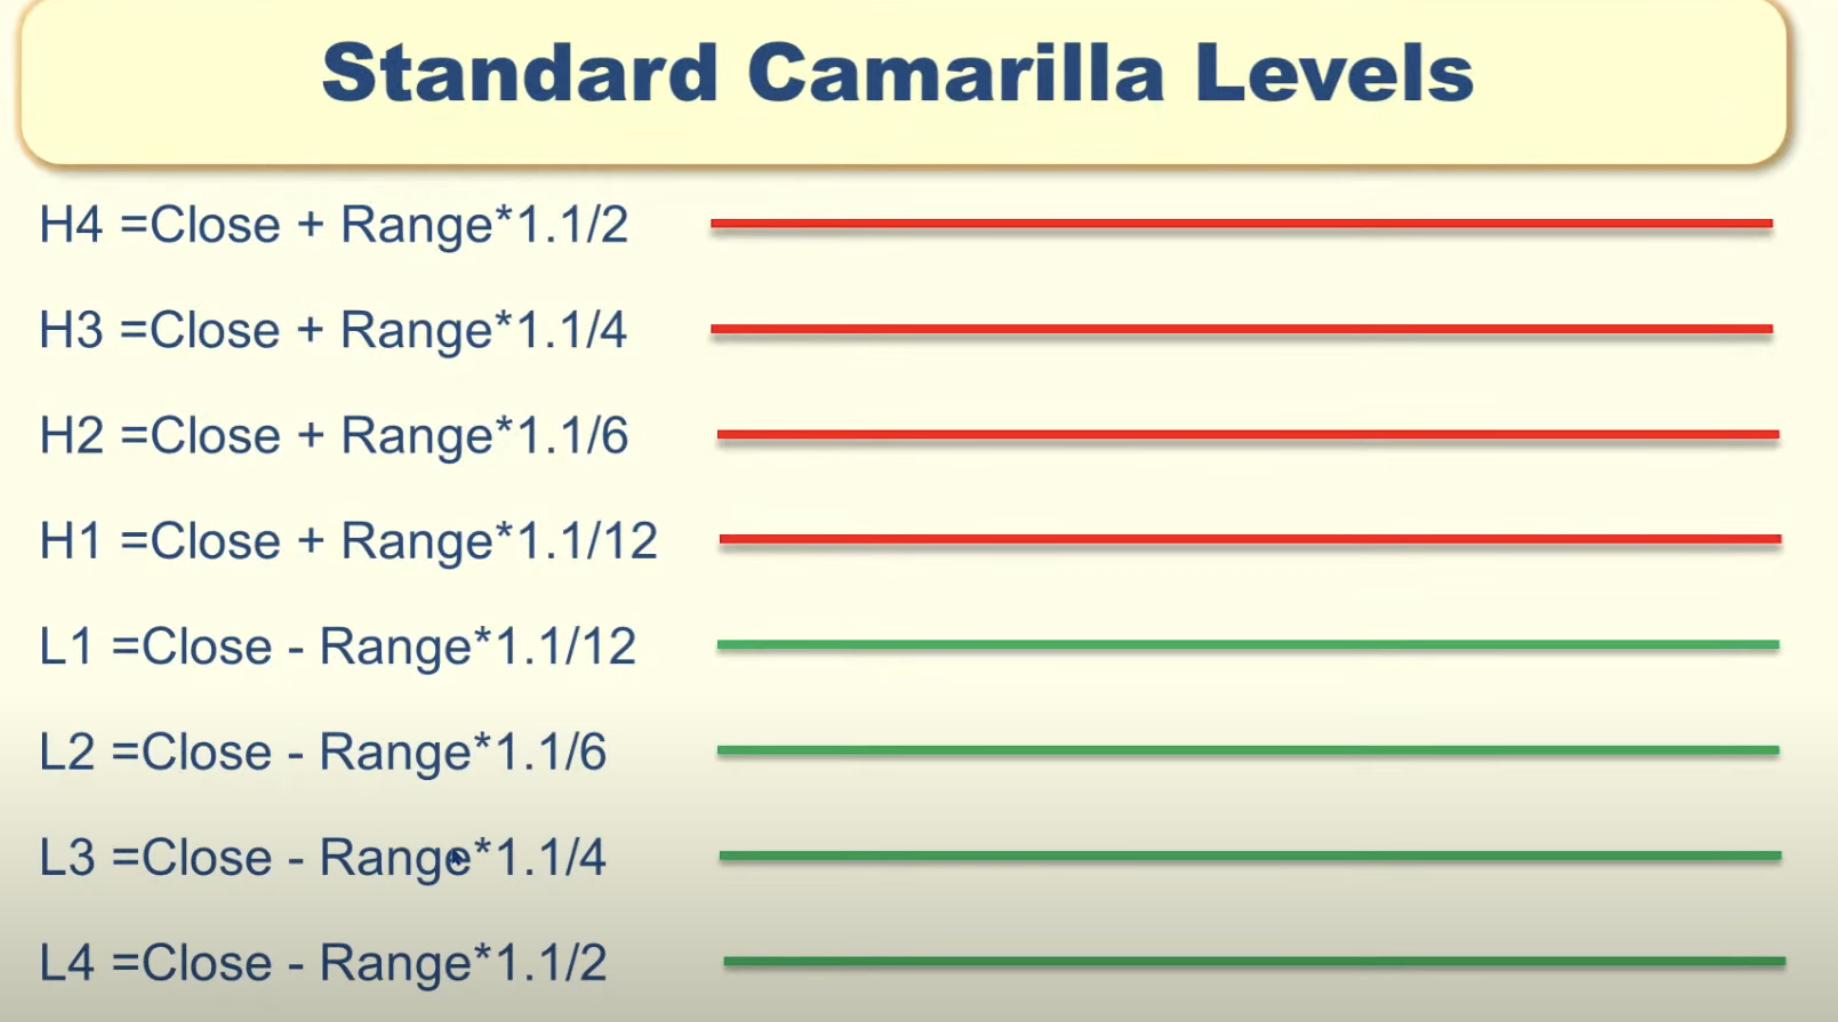 Standard Camarilla Levels
H4 =Close + Range*1.1/2
H3 =Close + Range*1.1/4
H2 =Close + Range*1.1/6
H1 =Close + Range*1.1/12
L1 =Close - Range*1.1/12
L2 =Close - Range*1.1/6
L3 =Close - Range*1.1/4
L4 =Close - Range*1.1/2